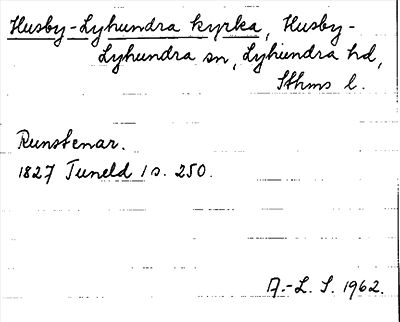 Husby-Lyhundra kyrka, Husby-
Lyhundra sn, Lyhundra hd,
Sthms l.
Runstenar.
1827 Tuneld 1 s. 250.
A.-L. S. 1962.